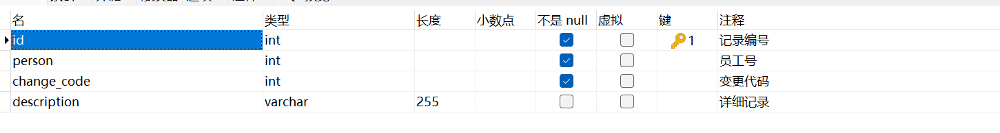 名 类型 长度 小数点 不是 null 虚拟 键 注释
id int 1 记录编号
person int 员工号
change_code int 变更代码
description varchar 255 详细记录